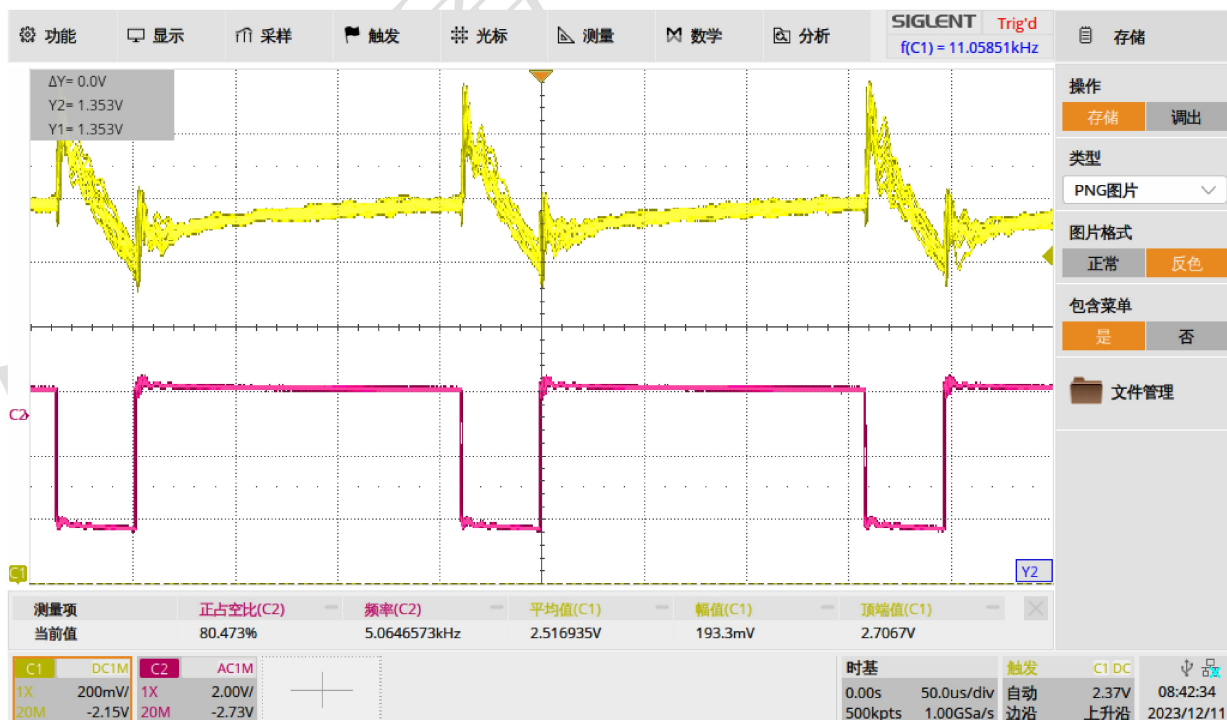 功能 显示 采样 触发 光标 测量 数学 分析 SIGLENT Trig'd 存储
f(C1) = 11.05851kHz
ΔY= 0.0V
Y2= 1.353V
Y1= 1.353V
操作
存储 调出
类型
PNG图片
图片格式
正常 反色
包含菜单
是 否
文件管理
C2
C1
Y2
测量项 正占空比(C2) 频率(C2) 平均值(C1) 幅值(C1) 顶端值(C1)
当前值 80.473% 5.0646573kHz 2.516935V 193.3mV 2.7067V
C1 DC1M C2 AC1M 时基 触发 C1 DC
1X 200mV/ 1X 2.00V/ 0.00s 50.0us/div 自动 2.37V 08:42:34
20M -2.15V 20M -2.73V 500kpts 1.00GSa/s 边沿 上升沿 2023/12/11